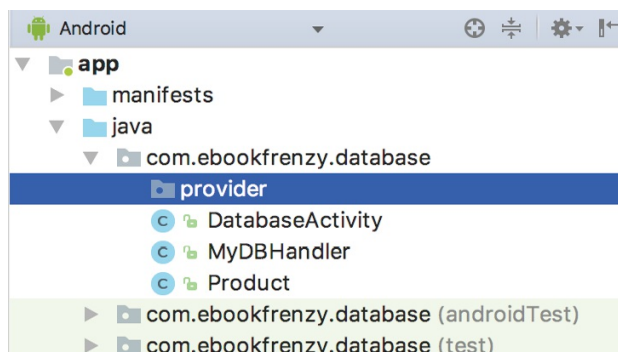 Android
app
manifests
java
com.ebookfrenzy.database
provider
C DatabaseActivity
C MyDBHandler
C Product
com.ebookfrenzy.database (androidTest)
com.ebookfrenzy.database (test)